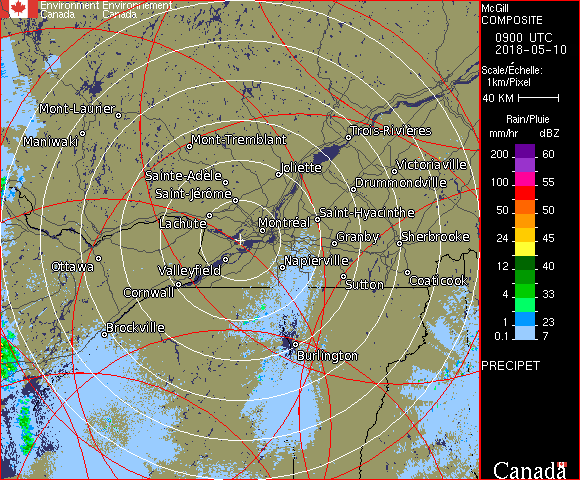 Environment Environnement
Canada Canada
McGill
COMPOSITE
0900 UTC
2018-05-10
Scale/Échelle:
1km/Pixel
40 KM
Rain/Pluie
mm/hr dBZ
200 60
100 55
85 55
50 50
24 45
12 40
4 33
1 23
0.1 7
PRECIPET
Canada
Mont-Laurier
Maniwaki
Mont-Tremblant
Trois-Rivières
Sainte-Adèle
Joliette
Victoriaville
Saint-Jérôme
Drummondville
Lachute
Montréal
Saint-Hyacinthe
Granby
Sherbrooke
Ottawa
Valleyfield
Napierville
Cornwall
Sutton
Coaticook
Brockville
Burlington